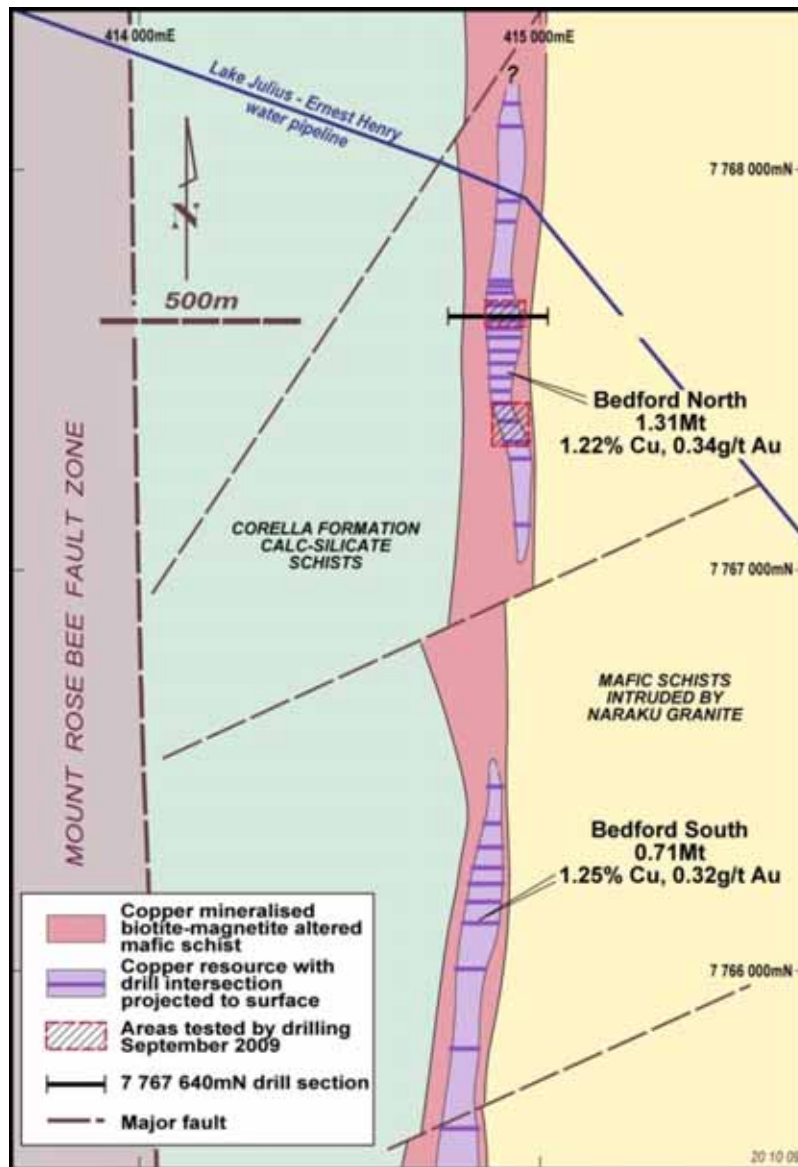 414 000mE
415 000mE
Lake Julius - Ernest Henry
water pipeline
?
7 768 000mN
N
500m
Bedford North
1.31Mt
1.22% Cu, 0.34g/t Au
CORELLA FORMATION
CALC-SILICATE
SCHISTS
7 767 000mN
MOUNT ROSE BEE FAULT ZONE
MAFIC SCHISTS
INTRUDED BY
NARAKU GRANITE
Bedford South
0.71Mt
1.25% Cu, 0.32g/t Au
7 766 000mN
Copper mineralised
biotite-magnetite altered
mafic schist
Copper resource with
drill intersection
projected to surface
Areas tested by drilling
September 2009
7 767 640mN drill section
Major fault
20 10 09